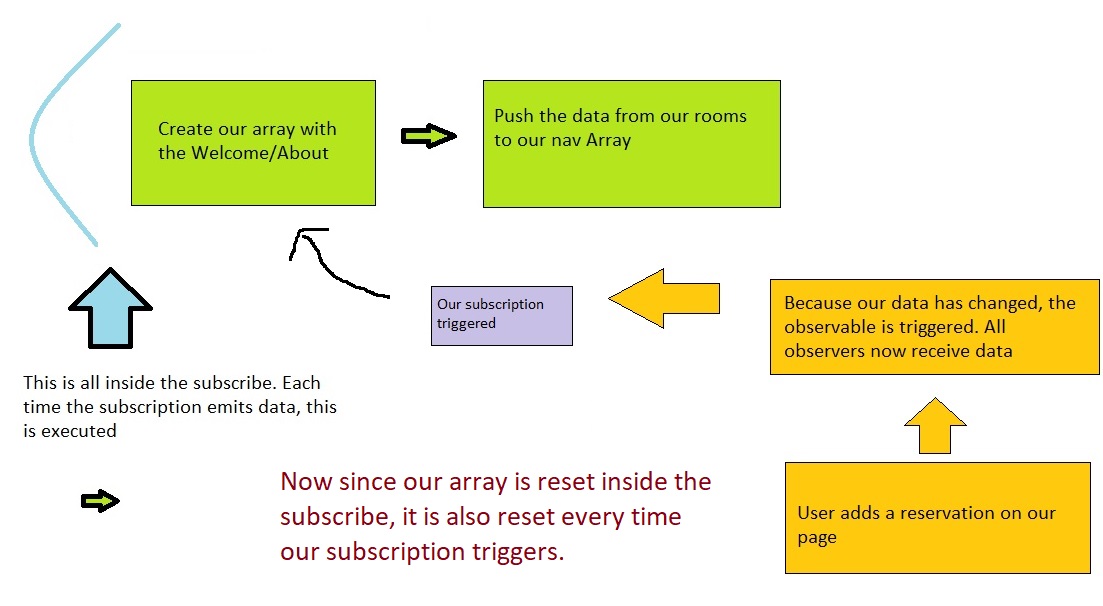 Create our array with
the Welcome/About
Push the data from our rooms
to our nav Array
Our subscription
triggered
Because our data has changed, the
observable is triggered. All
observers now receive data
This is all inside the subscribe. Each
time the subscription emits data, this
is executed
Now since our array is reset inside the
subscribe, it is also reset every time
our subscription triggers.
User adds a reservation on our
page